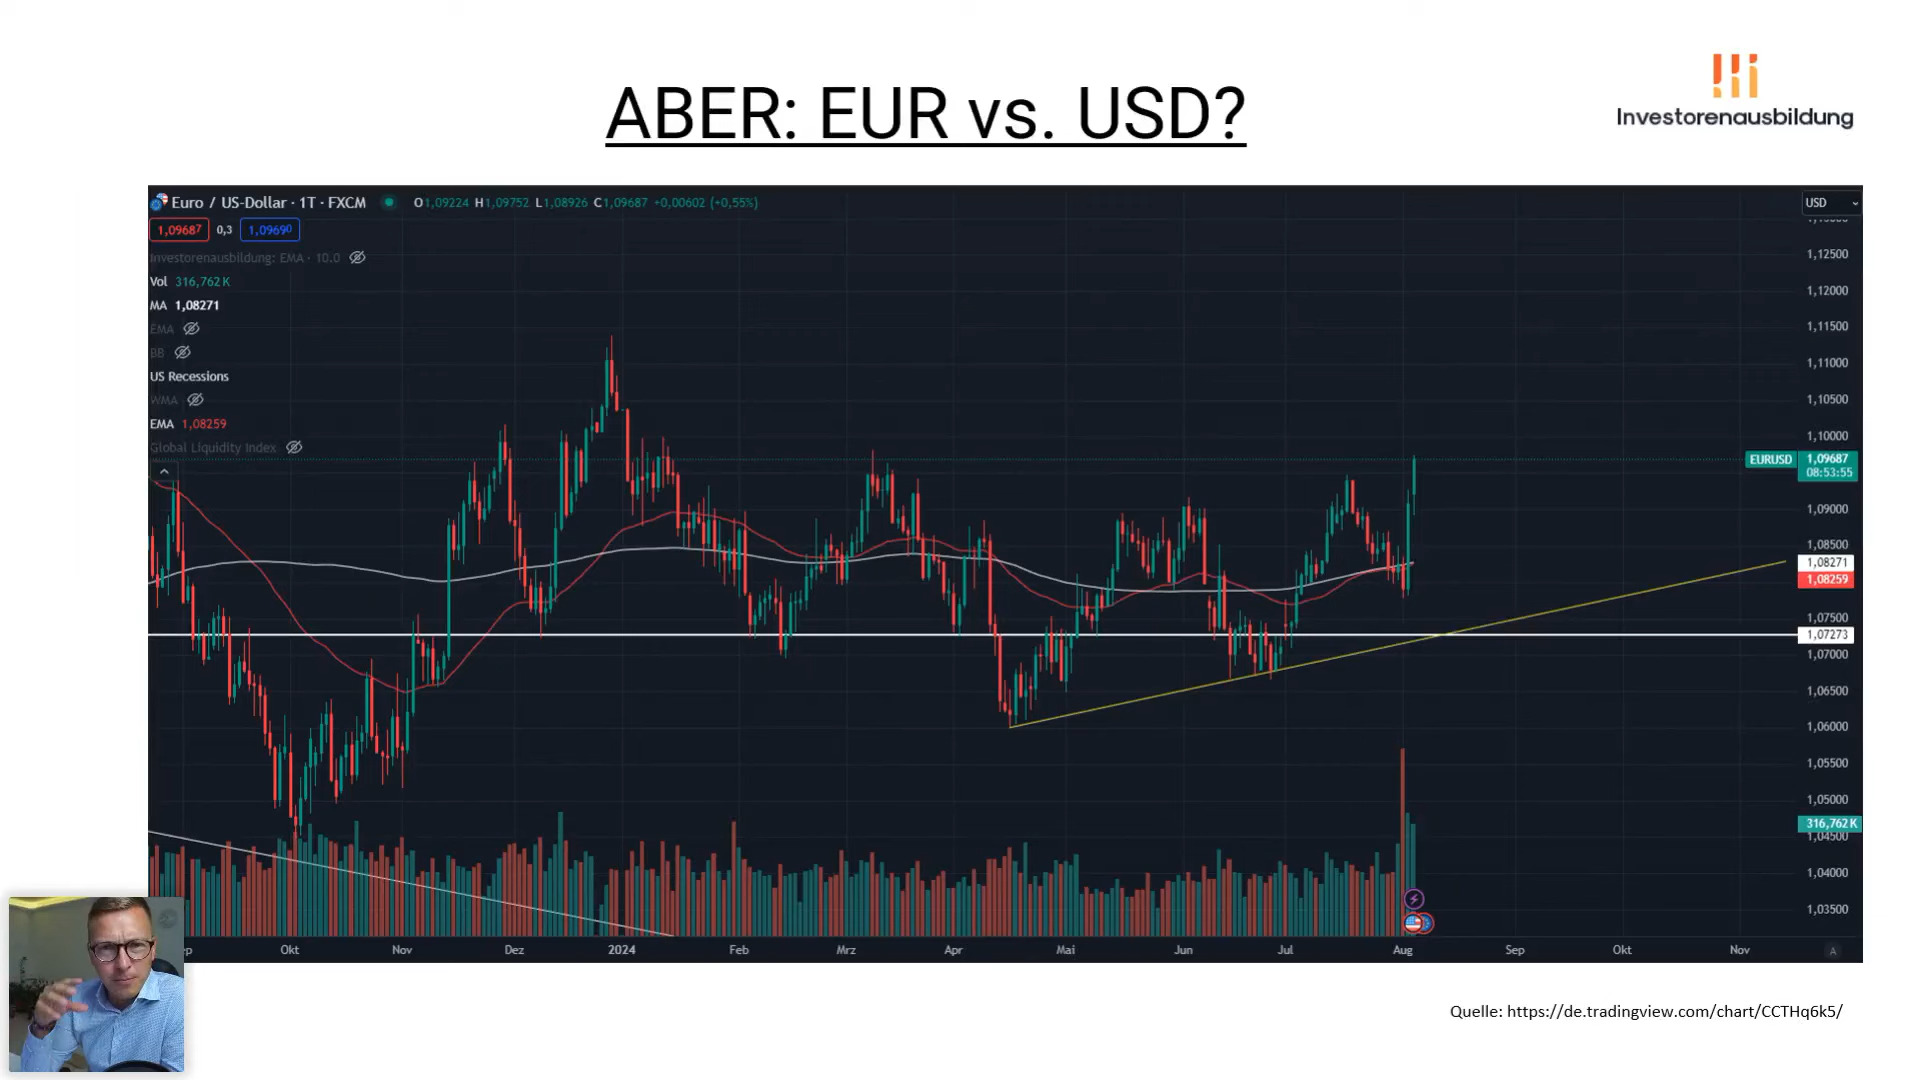 ABER: EUR vs. USD?
Investorenausbildung
Euro / US-Dollar · 1T · FXCM O1,09224 H1,09752 L1,08926 C1,09687 +0,00602 (+0,55%)
USD
1,09687 0,3 1,09690
Investorenausbildung: EMA · 10.0
Vol 316,762 K
MA 1,08271
EMA
BB
US Recessions
WMA
EMA 1,08259
Global Liquidity Index
1,12500
1,12000
1,11500
1,11000
1,10500
1,10000
EURUSD 1,09687
08:53:55
1,09000
1,08500
1,08271
1,08259
1,07500
1,07273
1,07000
1,06500
1,06000
1,05500
1,05000
316,762 K
1,04500
1,04000
1,03500
Okt Nov Dez 2024 Feb Mrz Apr Mai Jun Jul Aug Sep Okt Nov A
Quelle: https://de.tradingview.com/chart/CCTHq6k5/